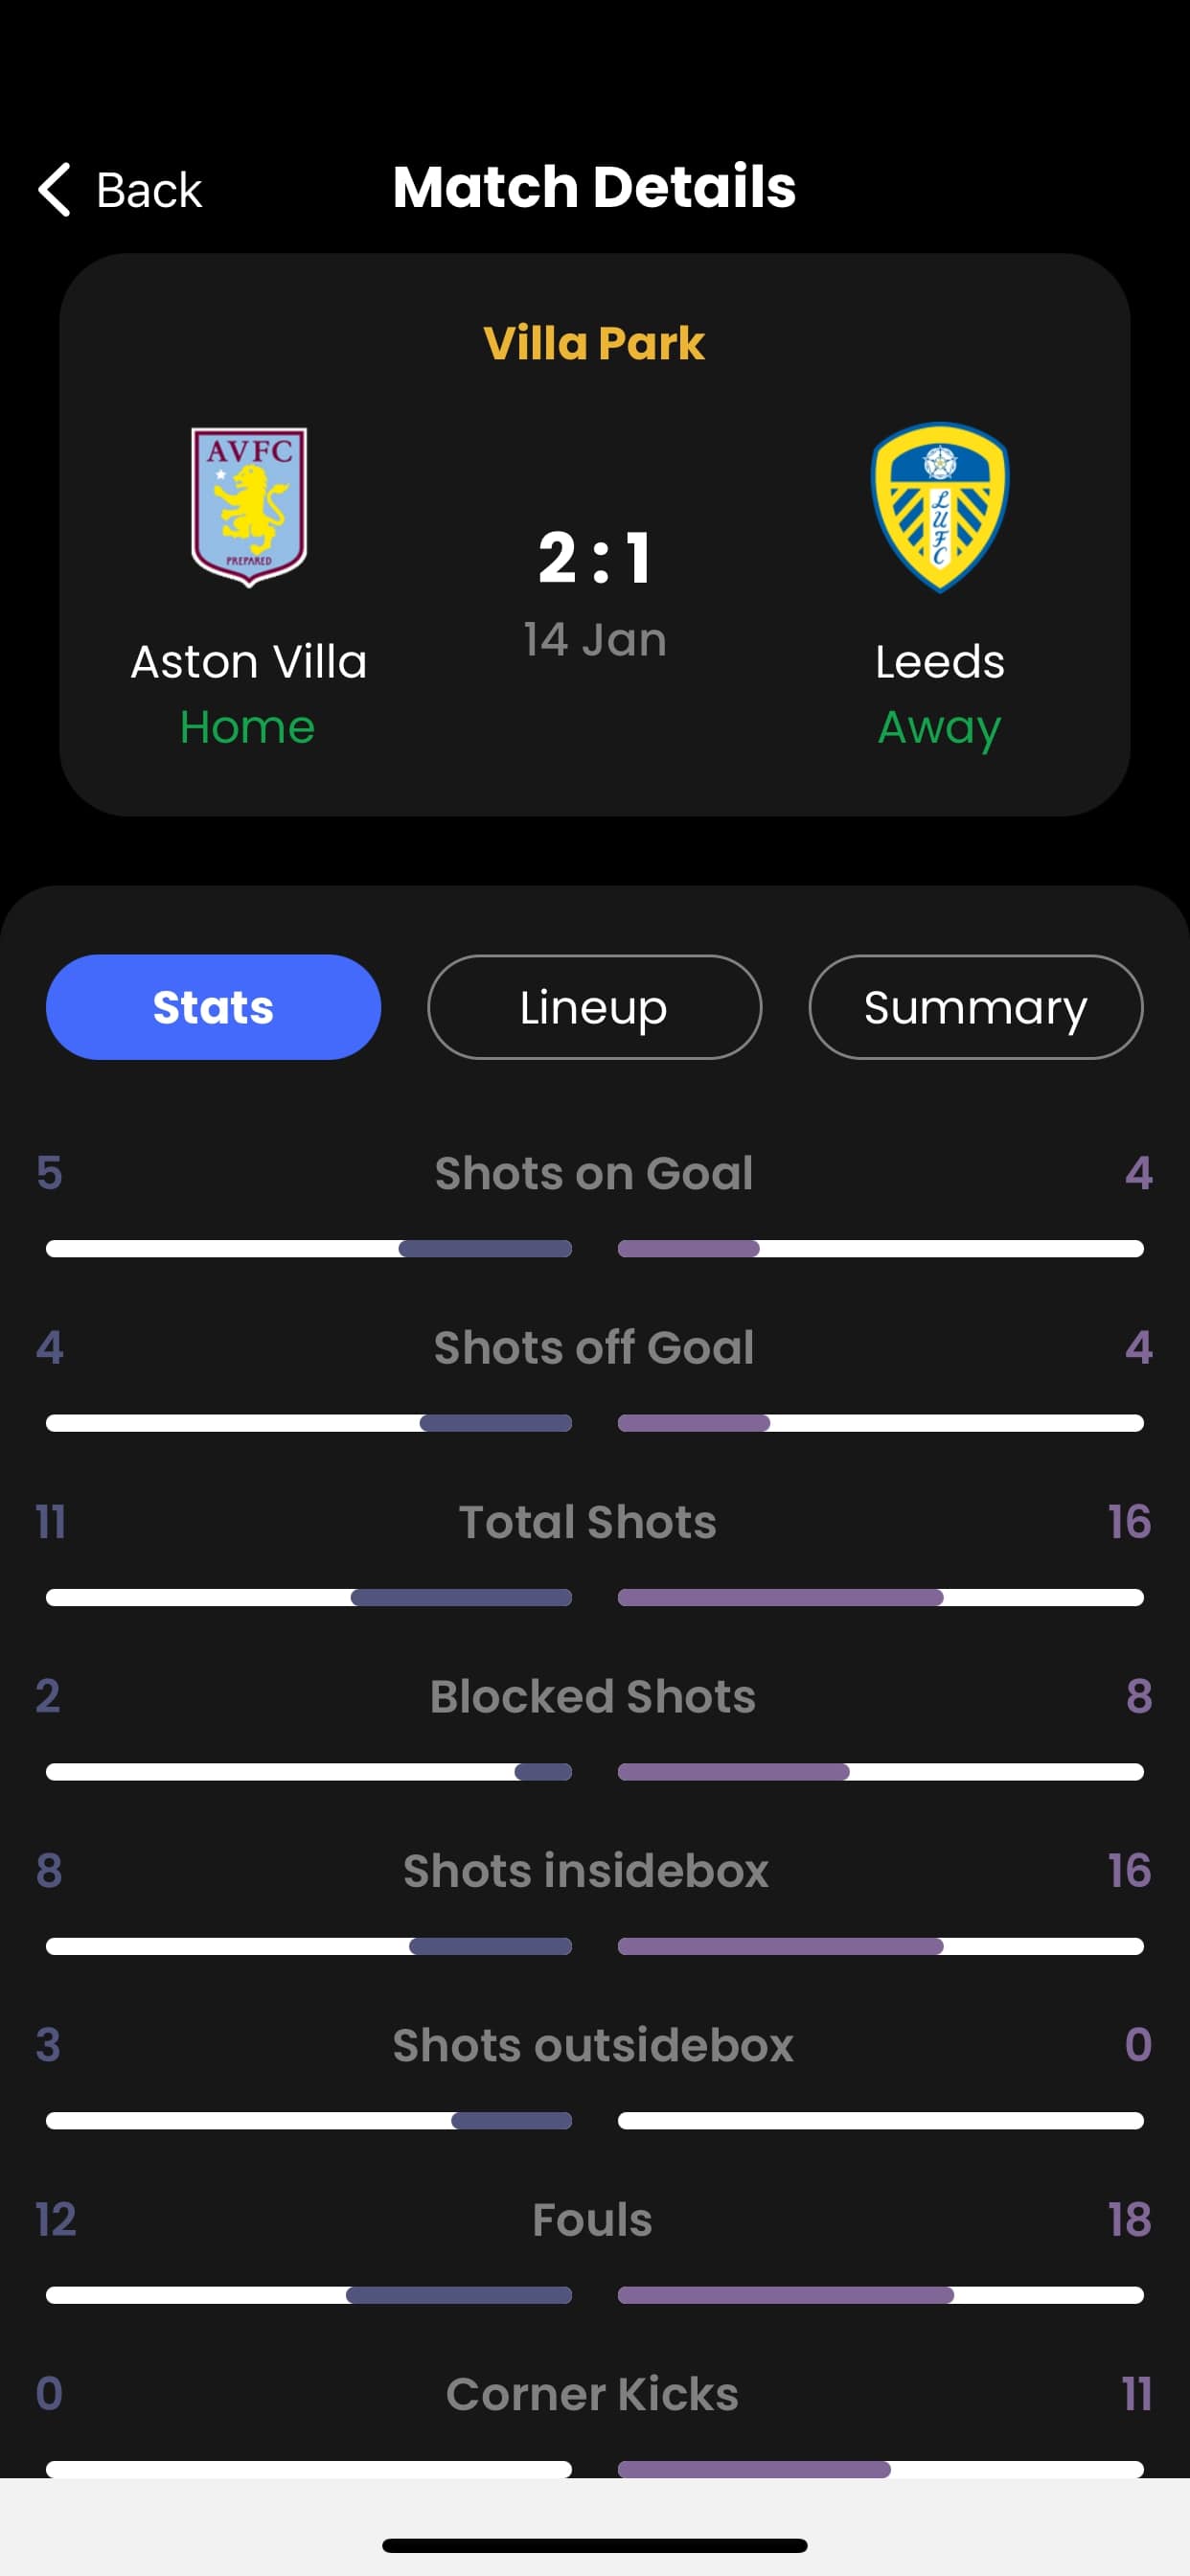 Back
Match Details
Villa Park
AVFC
PREPARED
LUFC
2 : 1
14 Jan
Aston Villa
Leeds
Home
Away
Stats
Lineup
Summary
5 Shots on Goal 4
4 Shots off Goal 4
11 Total Shots 16
2 Blocked Shots 8
8 Shots insidebox 16
3 Shots outsidebox 0
12 Fouls 18
0 Corner Kicks 11